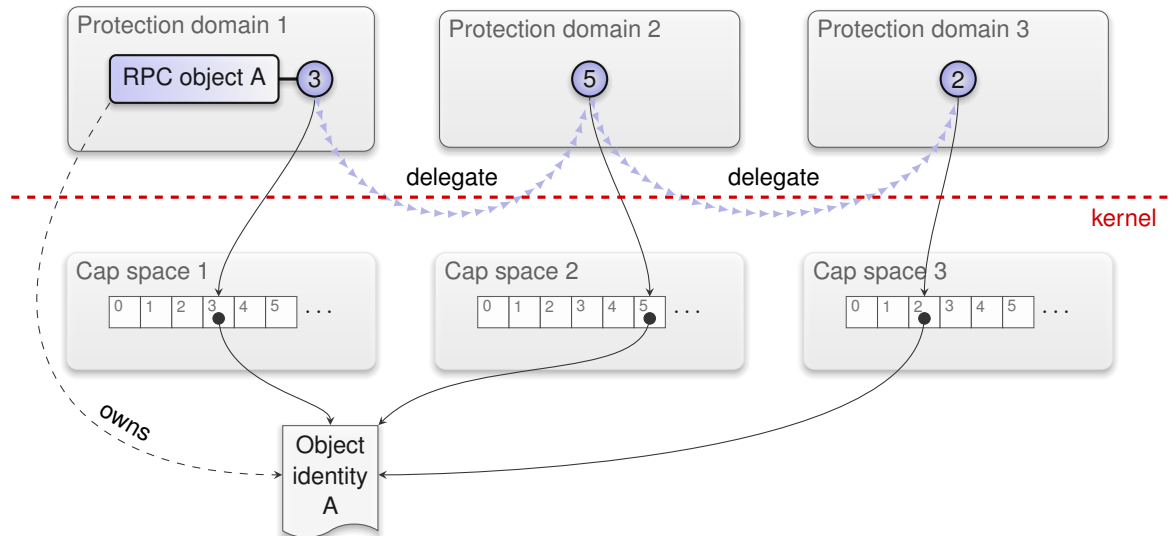 Protection domain 1
Protection domain 2
Protection domain 3
RPC object A
3
5
2
delegate
delegate
kernel
Cap space 1
Cap space 2
Cap space 3
0 1 2 3 4 5 ...
0 1 2 3 4 5 ...
0 1 2 3 4 5 ...
owns
Object
identity
A